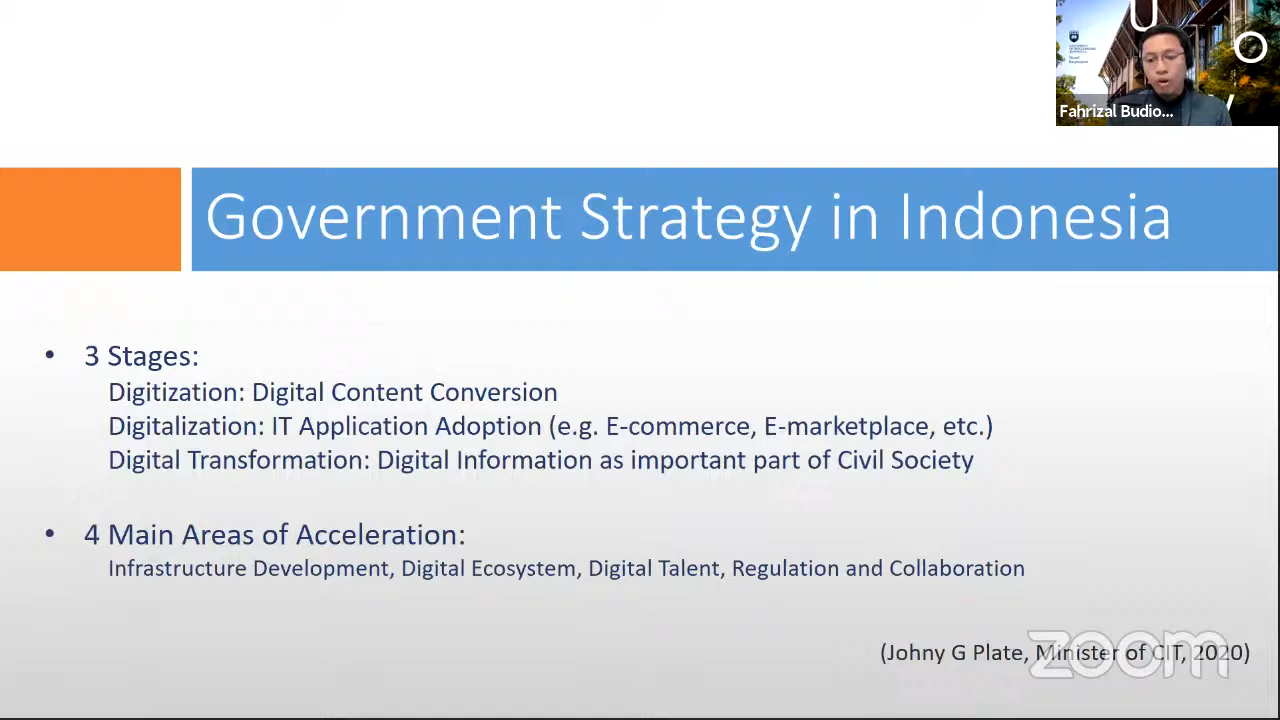 Fahrizal Budio...
Government Strategy in Indonesia
• 3 Stages:
Digitization: Digital Content Conversion
Digitalization: IT Application Adoption (e.g. E-commerce, E-marketplace, etc.)
Digital Transformation: Digital Information as important part of Civil Society
• 4 Main Areas of Acceleration:
Infrastructure Development, Digital Ecosystem, Digital Talent, Regulation and Collaboration
(Johny G Plate, Minister of CIT, 2020)
zoom